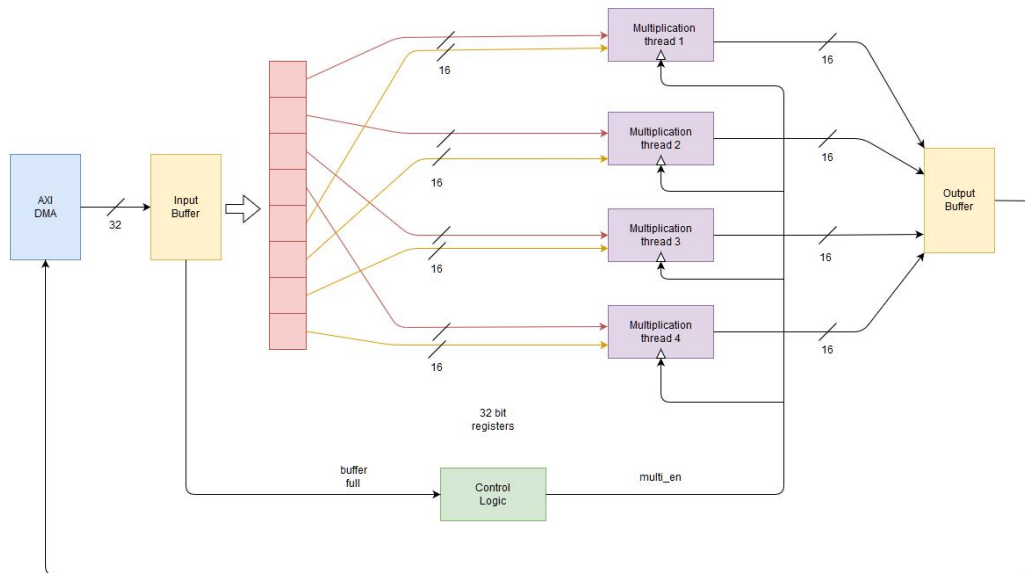 Multiplication
thread 1
16
16
Multiplication
thread 2
16
16
AXI
DMA
32
Input
Buffer
Output
Buffer
Multiplication
thread 3
16
16
Multiplication
thread 4
16
16
32 bit
registers
buffer
full
Control
Logic
multi_en